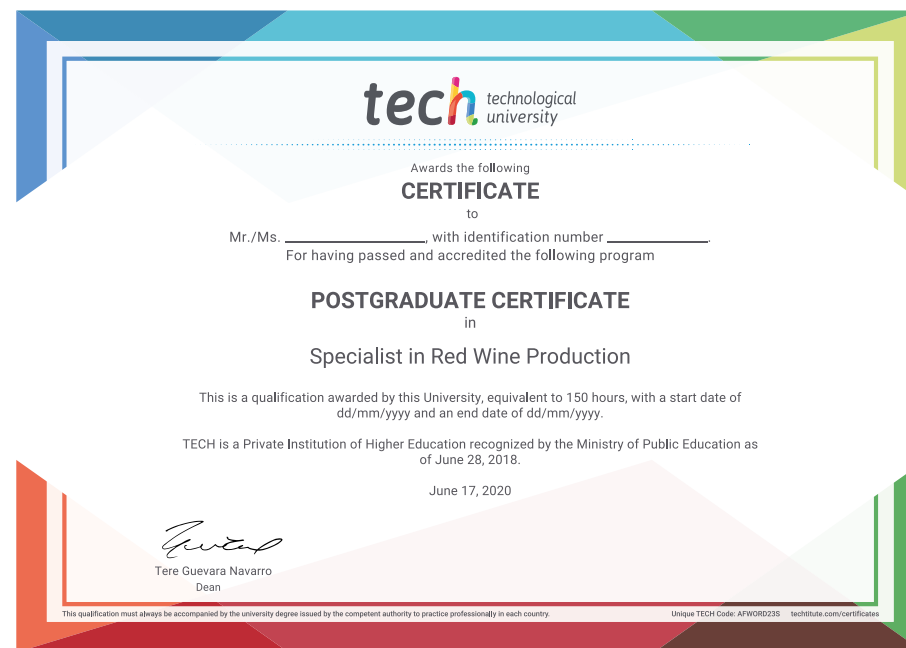 tech technological
university
Awards the following
CERTIFICATE
to
Mr./Ms. ____________________, with identification number ______________.
For having passed and accredited the following program
POSTGRADUATE CERTIFICATE
in
Specialist in Red Wine Production
This is a qualification awarded by this University, equivalent to 150 hours, with a start date of
dd/mm/yyyy and an end date of dd/mm/yyyy.
TECH is a Private Institution of Higher Education recognized by the Ministry of Public Education as
of June 28, 2018.
June 17, 2020
Tere Guevara Navarro
Dean
This qualification must always be accompanied by the university degree issued by the competent authority to practice professionally in each country.
Unique TECH Code: AFWORD23S techtitute.com/certificates